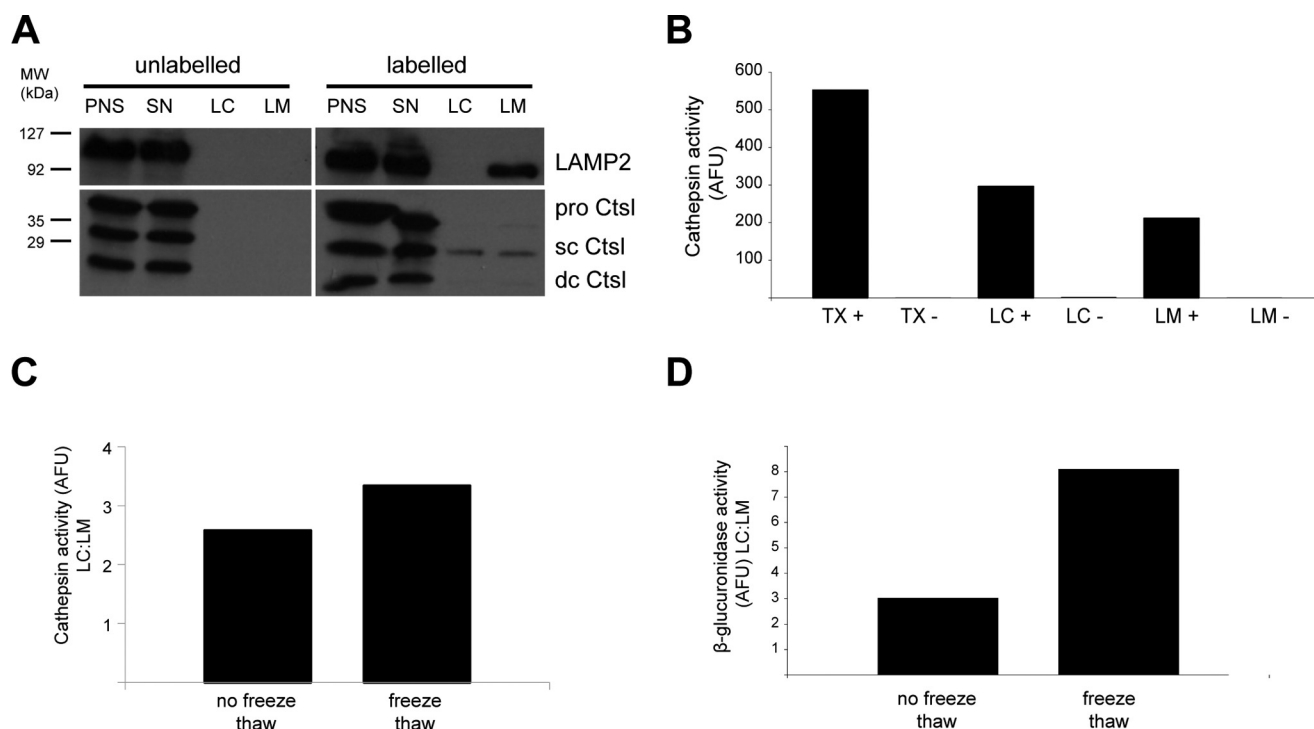 A
unlabelled labelled
MW
(kDa)
PNS SN LC LM PNS SN LC LM
127
92
LAMP2
35
29
pro Ctsl
sc Ctsl
dc Ctsl
B
Cathepsin activity
(AFU)
600
500
400
300
200
100
TX + TX - LC + LC - LM + LM -
C
Cathepsin activity (AFU)
LC:LM
4
3
2
1
no freeze
thaw
freeze
thaw
D
β-glucuronidase activity
(AFU) LC:LM
8
7
6
5
4
3
2
1
no freeze
thaw
freeze
thaw